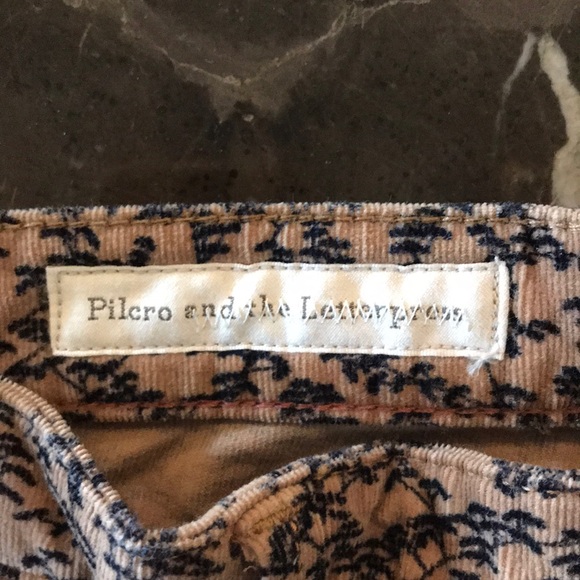 Pilcro and the Letterpress